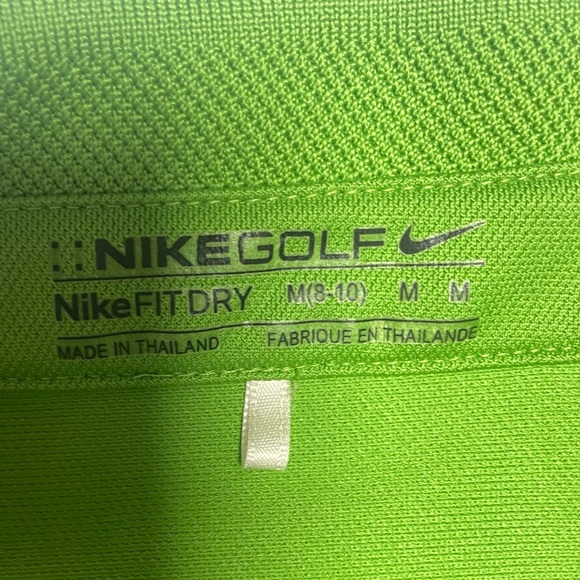 NIKEGOLF
NikeFITDRY M(8-10) M M
MADE IN THAILAND FABRIQUE EN THAILANDE